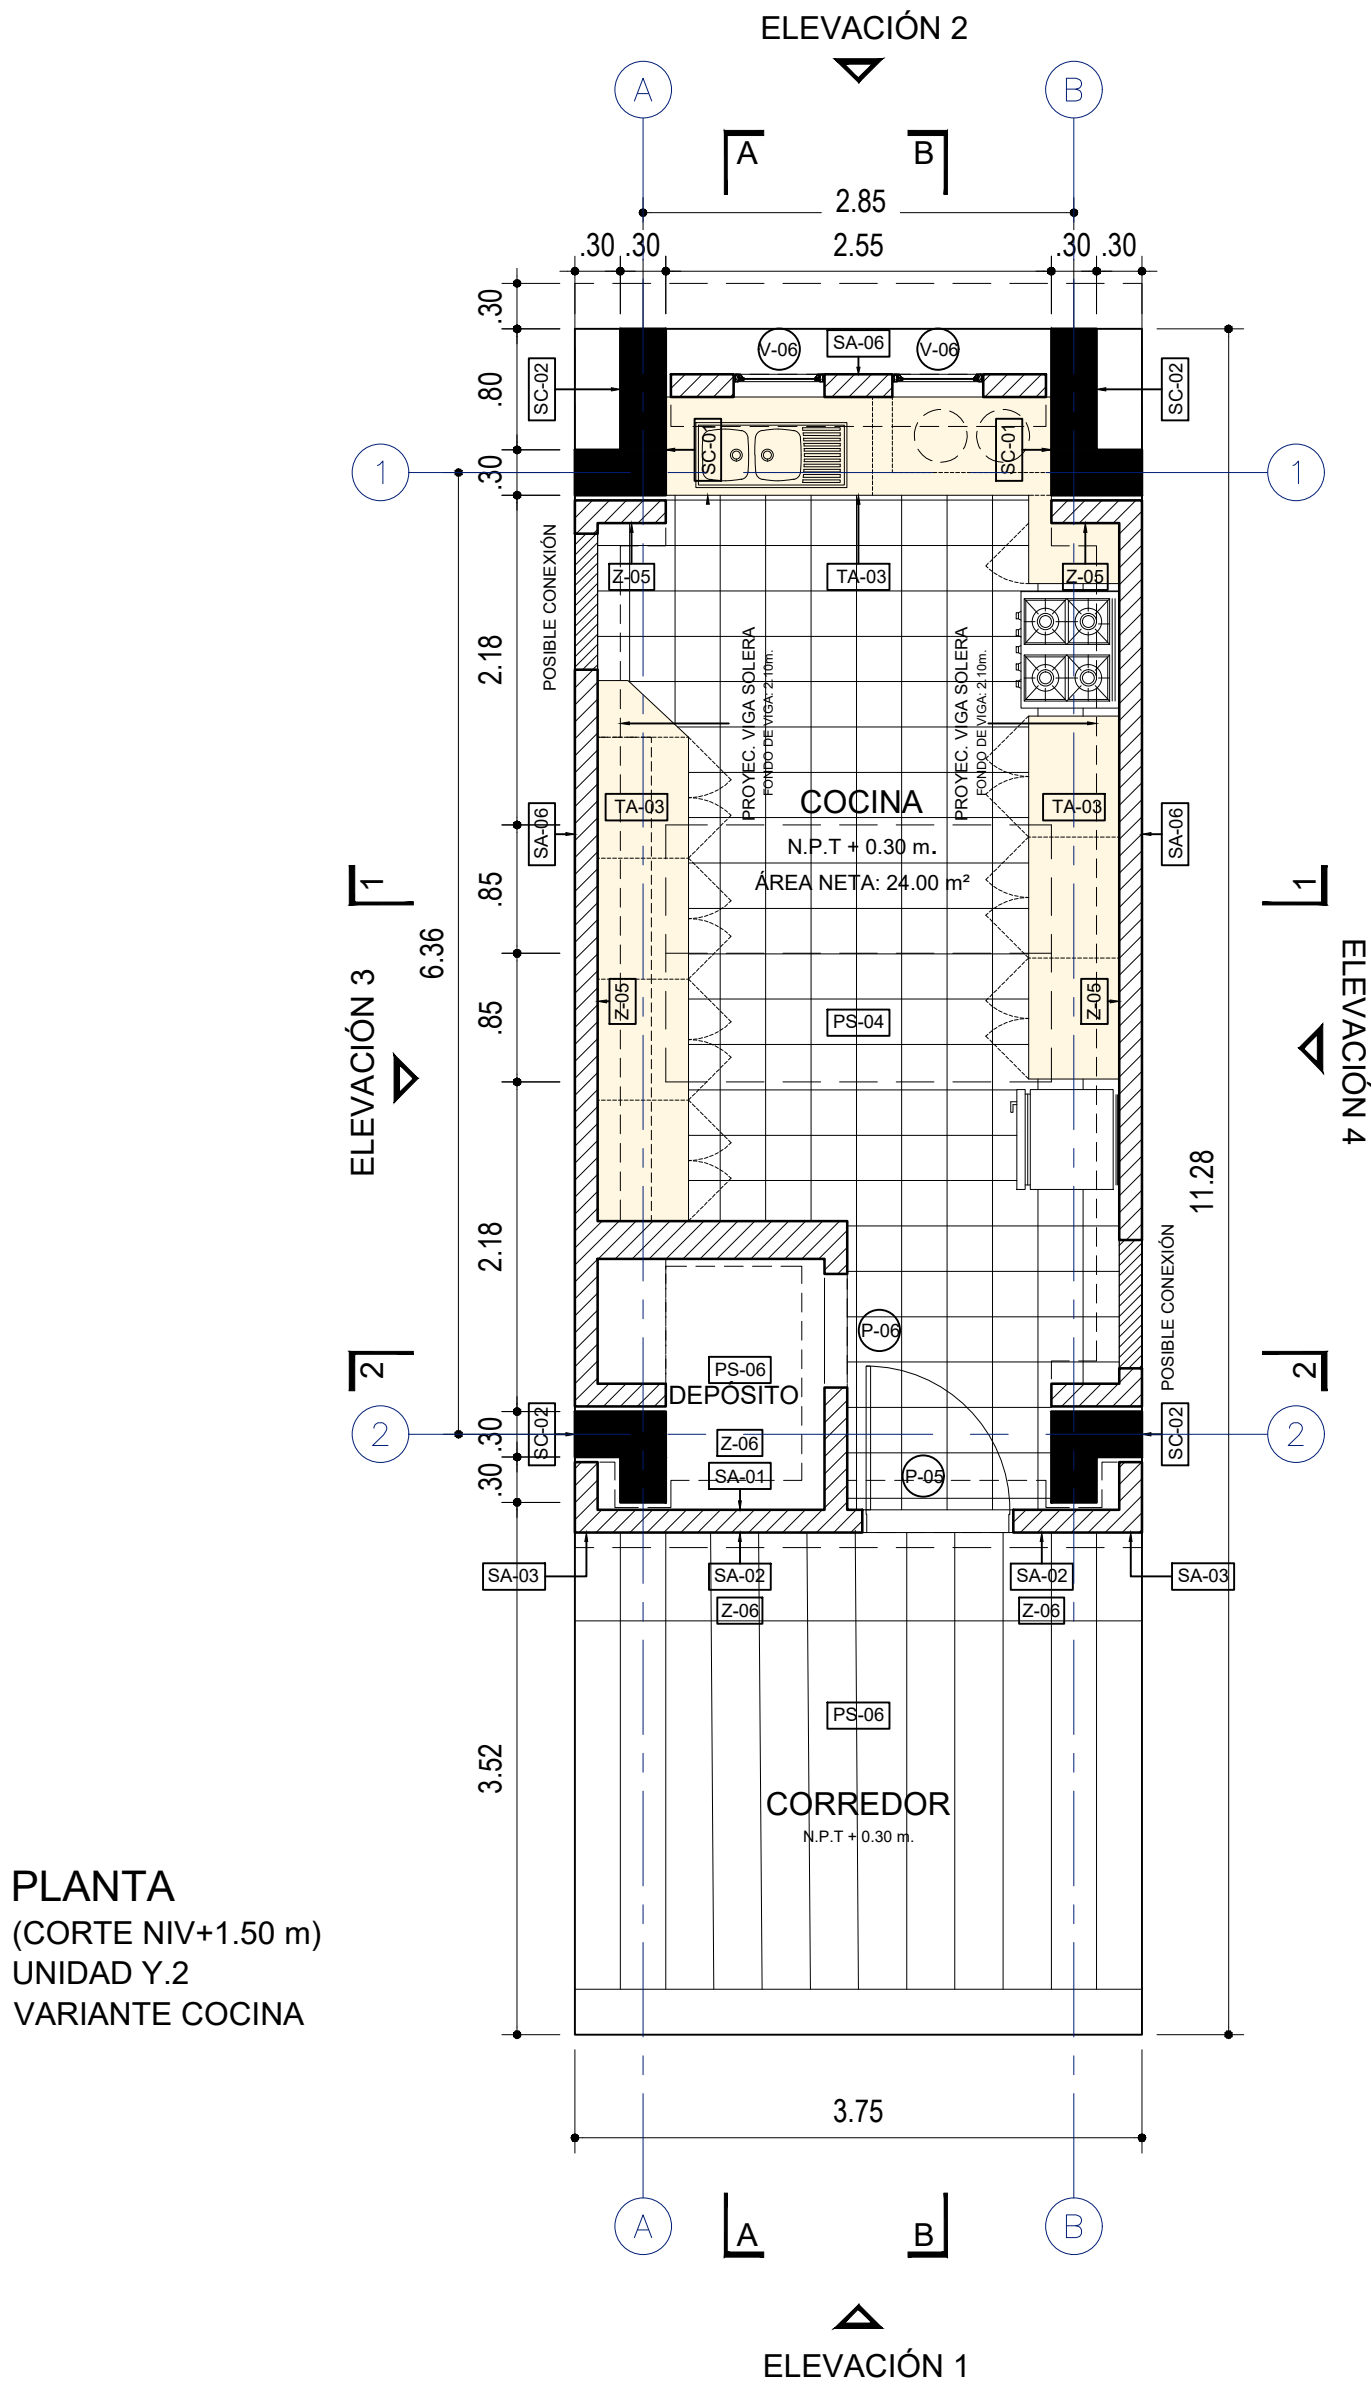 ELEVACIÓN 2
A
B
A
B
2.85
.30
.30
2.55
.30
.30
.30
V-06
SA-06
V-06
SC-02
SC-02
.80
SC-01
SC-01
1
1
.30
POSIBLE CONEXIÓN
Z-05
TA-03
Z-05
2.18
PROYEC. VIGA SOLERA
FONDO DE VIGA: 2.10m.
PROYEC. VIGA SOLERA
FONDO DE VIGA: 2.10m.
TA-03
COCINA
TA-03
SA-06
SA-06
N.P.T + 0.30 m.
ÁREA NETA: 24.00 m²
1
1
.85
6.36
ELEVACIÓN 3
ELEVACIÓN 4
Z-05
Z-05
.85
PS-04
11.28
2.18
POSIBLE CONEXIÓN
P-06
2
2
PS-06
DEPÓSITO
2
2
SC-02
SC-02
.30
Z-06
.30
SA-01
P-05
SA-03
SA-02
SA-02
SA-03
Z-06
Z-06
PS-06
3.52
CORREDOR
N.P.T + 0.30 m.
PLANTA
(CORTE NIV+1.50 m)
UNIDAD Y.2
VARIANTE COCINA
3.75
A
A
B
B
ELEVACIÓN 1